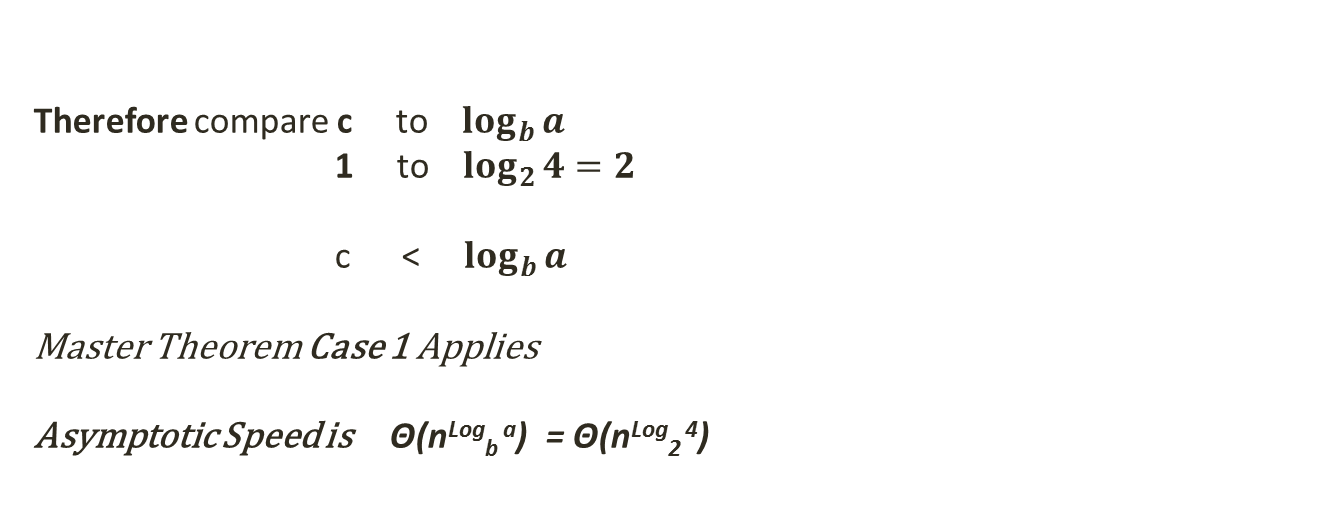 Therefore compare c to log_b a
1 to log_2 4 = 2
c < log_b a
Master Theorem Case 1 Applies
Asymptotic Speed is Θ(n^{Log_b a}) = Θ(n^{Log_2 4})